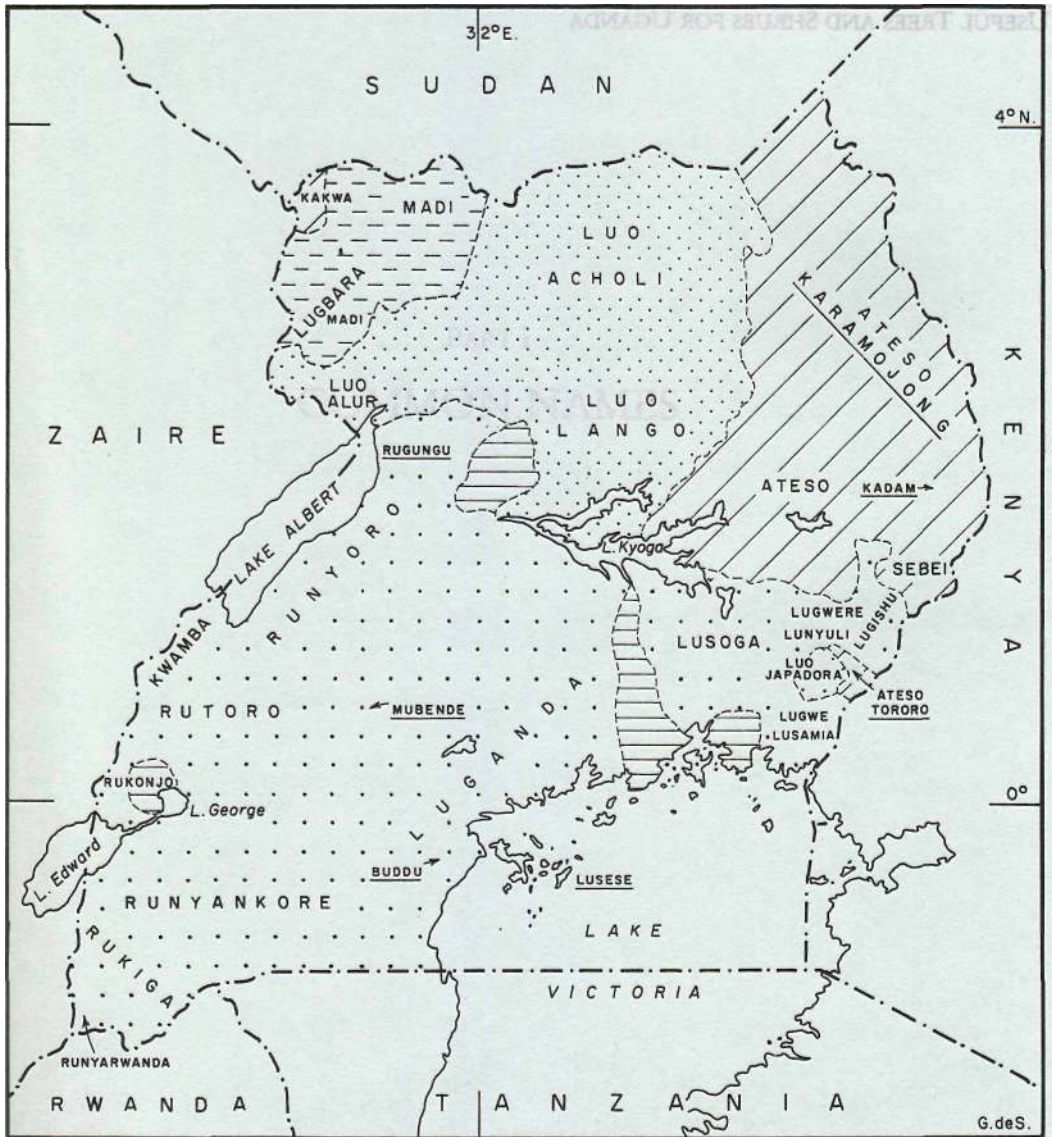 USEFUL TREES AND SHRUBS FOR UGANDA
32°E.
SUDAN
4°N.
KAKWA
MADI
LUO
ACHOLI
LUGBARA
MADI
ATESO
KARAMOJONG
KENYA
LUO
ALUR
COMMON NAMES
LUO
LANGO
ZAIRE
RUGUNGU
ATESO
KADAM
LAKE ALBERT
RUNYORO
L. Kyoga
SEBEI
LUGWERE
LUGISHU
KWAMBA
LUSOGA
LUNYULI
LUO
JAPADORA
RUTORO
MUBENDE
ATESO
TORORO
LUGANDA
LUGWE
LUSAMIA
RUKONJO
L. George
0°
L. Edward
BUDDU
LUSESE
RUNYANKORE
LAKE
RUKIGA
VICTORIA
RUNYARWANDA
RWANDA
TANZANIA
G.deS.